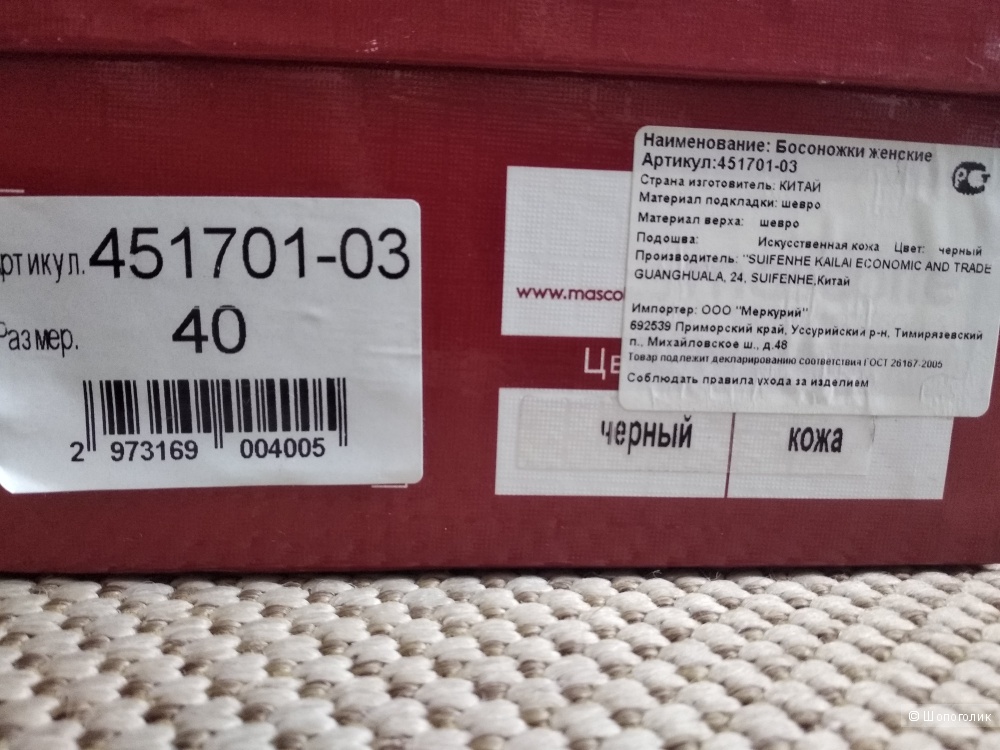 Артикул. 451701-03
Размер. 40
2 973169 004005
www.masco
Це
черный
кожа
Наименование: Босоножки женские
Артикул:451701-03
Страна изготовитель: КИТАЙ
Материал подкладки: шевро
Материал верха: шевро
Подошва: Искусственная кожа Цвет: черный
Производитель: "SUIFENHE KAILAI ECONOMIC AND TRADE
GUANGHUALA, 24, SUIFENHE,Китай
Импортер: ООО "Меркурий"
692539 Приморский край, Уссурийский р-н, Тимирязевский
п., Михайловское ш., д.48
Товар подлежит декларированию соответствия ГОСТ 26167-2005
Соблюдать правила ухода за изделием
РСТ
© Шопоголик